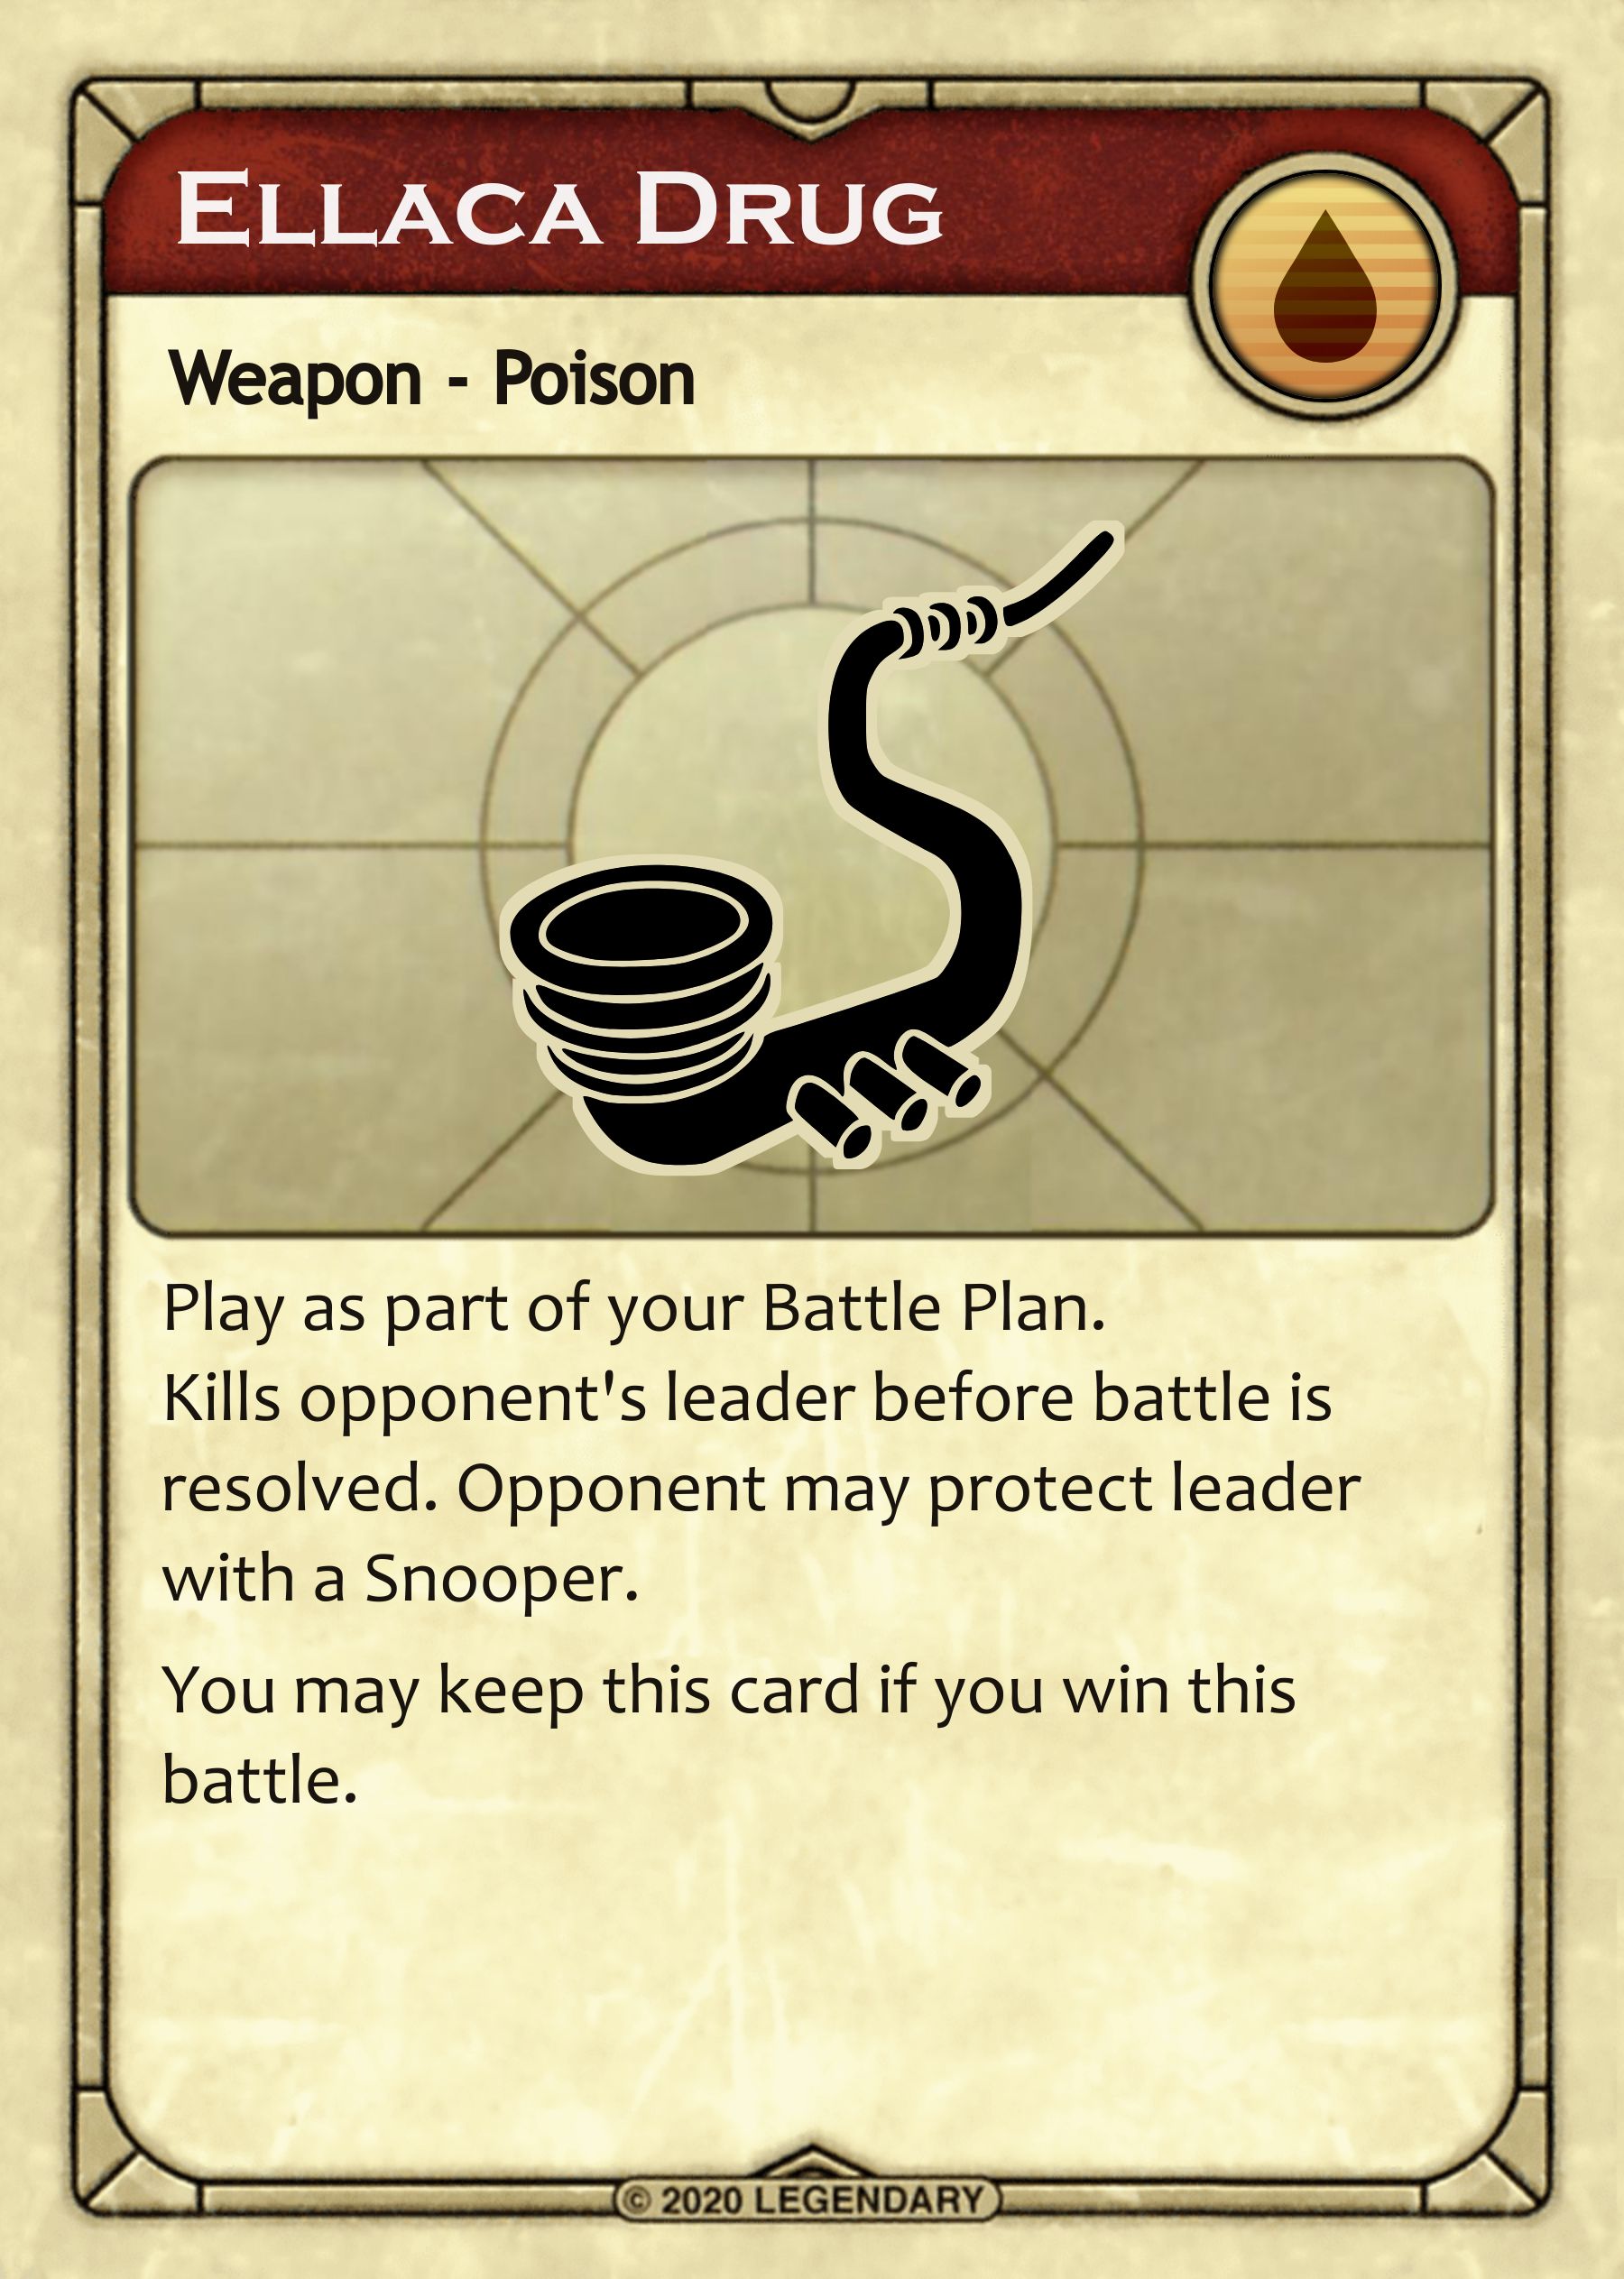 Ellaca Drug
Weapon - Poison
Play as part of your Battle Plan.
Kills opponent's leader before battle is
resolved. Opponent may protect leader
with a Snooper.
You may keep this card if you win this
battle.
© 2020 LEGENDARY